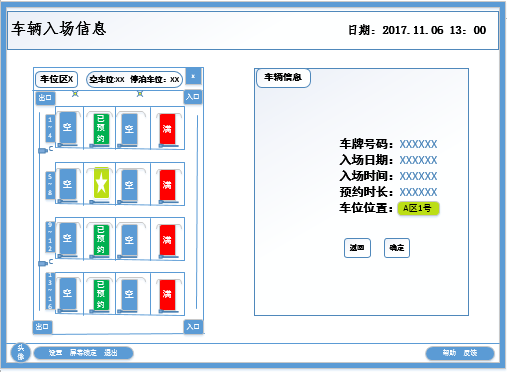 车辆入场信息
日期：2017.11.06 13：00
车位区X
空车位:XX 停泊车位：XX
x
车辆信息
出口
入口
1~4
空
已预约
空
满
C
车牌号码：XXXXXX
入场日期：XXXXXX
入场时间：XXXXXX
预约时长：XXXXXX
车位位置：A区1号
5~8
空
空
满
9~12
空
已预约
空
满
返回
确定
C
13~16
空
已预约
空
满
出口
入口
头像
设置 屏幕锁定 退出
帮助 反馈